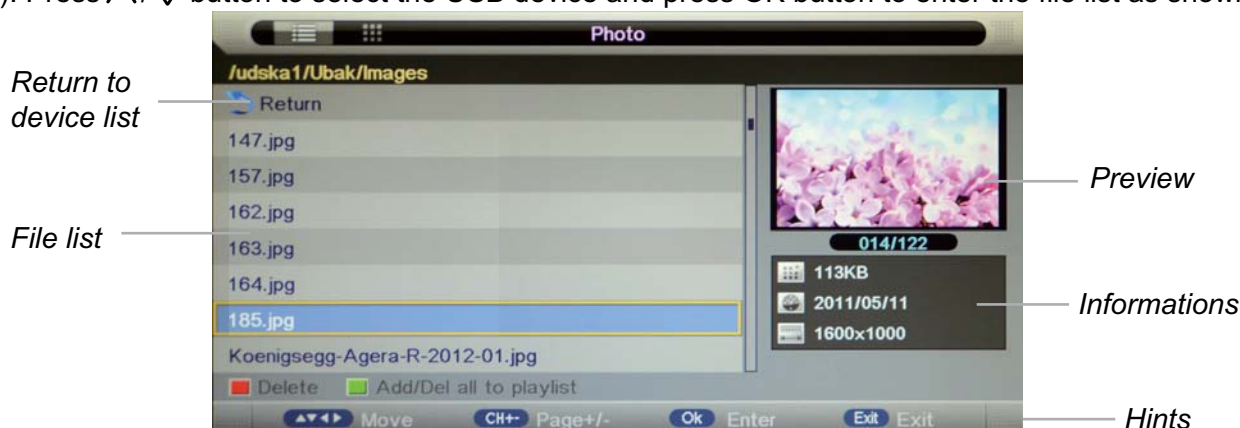 ). Press ∧/∨ button to select the USB device and press OK button to enter the file list as show
Photo
/udska1/Ubak/Images
Return to
device list
Return
147.jpg
157.jpg
162.jpg
163.jpg
164.jpg
185.jpg
Koenigsegg-Agera-R-2012-01.jpg
File list
Preview
014/122
113KB
2011/05/11
1600x1000
Informations
Delete Add/Del all to playlist
▲▼◄► Move CH+- Page+/- Ok Enter Exit Exit
Hints